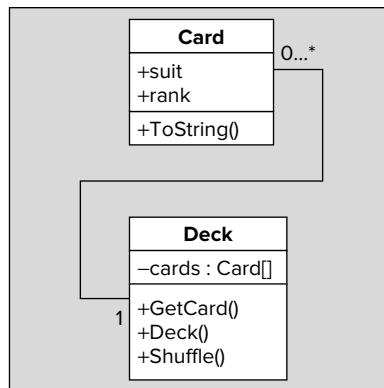 Card
0...*
+suit
+rank
+ToString()
Deck
–cards : Card[]
+GetCard()
1
+Deck()
+Shuffle()